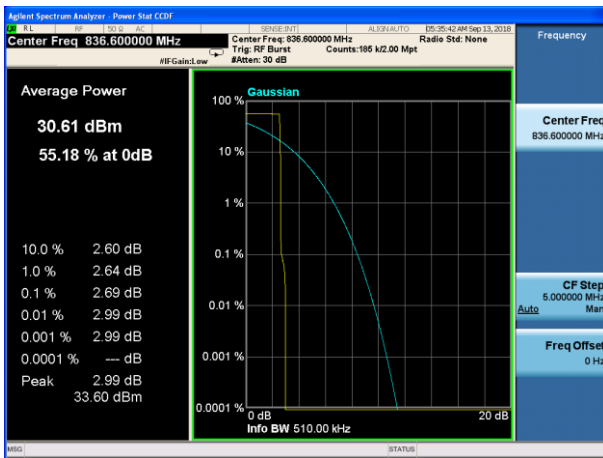 Agilent Spectrum Analyzer - Power Stat CCDF
RL RF 50 Ω AC SENSE:INT ALIGN AUTO 05:35:42 AM Sep 13, 2018
Center Freq 836.600000 MHz
Center Freq: 836.600000 MHz Radio Std: None
Trig: RF Burst Counts:185 k/2.00 Mpt
#IFGain:Low #Atten: 30 dB
Frequency
Average Power
30.61 dBm
55.18 % at 0dB
10.0 % 2.60 dB
1.0 % 2.64 dB
0.1 % 2.69 dB
0.01 % 2.99 dB
0.001 % 2.99 dB
0.0001 % --- dB
Peak 2.99 dB
33.60 dBm
Gaussian
100 %
10 %
1 %
0.1 %
0.01 %
0.001 %
0.0001 %
0 dB 20 dB
Info BW 510.00 kHz
Center Freq
836.600000 MHz
CF Step
5.000000 MHz
Auto Man
Freq Offset
0 Hz
MSG STATUS